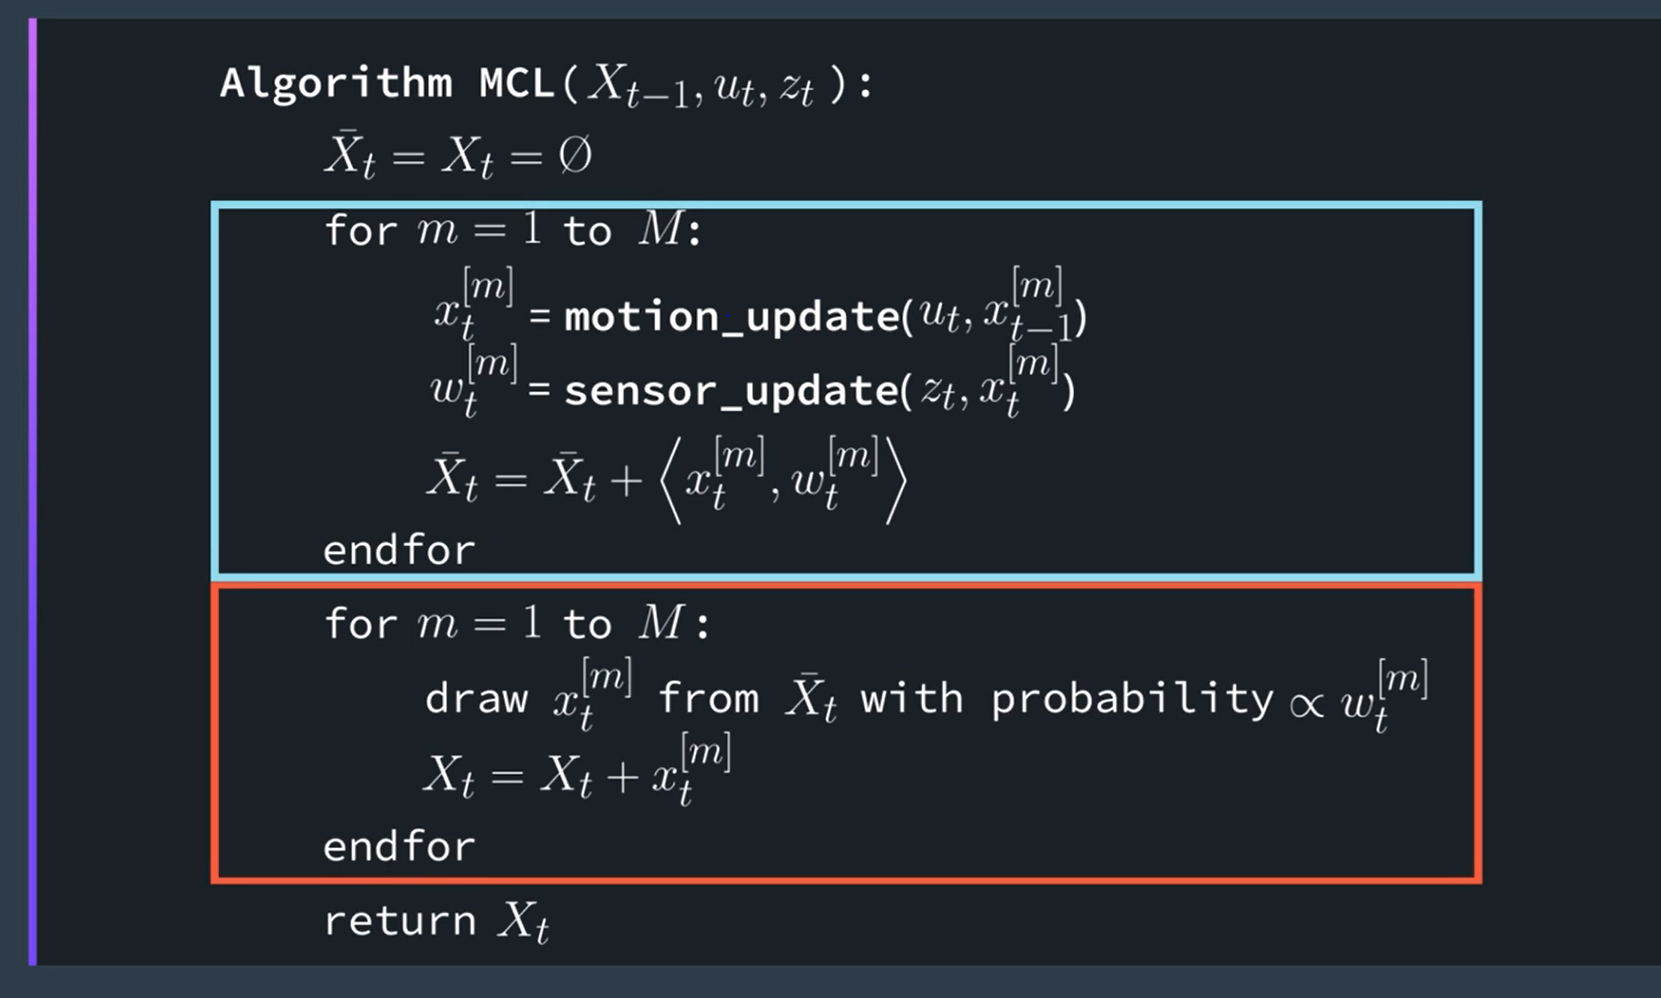 Algorithm MCL($X_{t-1}, u_t, z_t$):
$\bar{X}_t = X_t = \emptyset$
for $m = 1$ to $M$:
$x_t^{[m]}$ = motion_update($u_t, x_{t-1}^{[m]}$)
$w_t^{[m]}$ = sensor_update($z_t, x_t^{[m]}$)
$\bar{X}_t = \bar{X}_t + \left\langle x_t^{[m]}, w_t^{[m]} \right\rangle$
endfor
for $m = 1$ to $M$:
draw $x_t^{[m]}$ from $\bar{X}_t$ with probability $\propto w_t^{[m]}$
$X_t = X_t + x_t^{[m]}$
endfor
return $X_t$